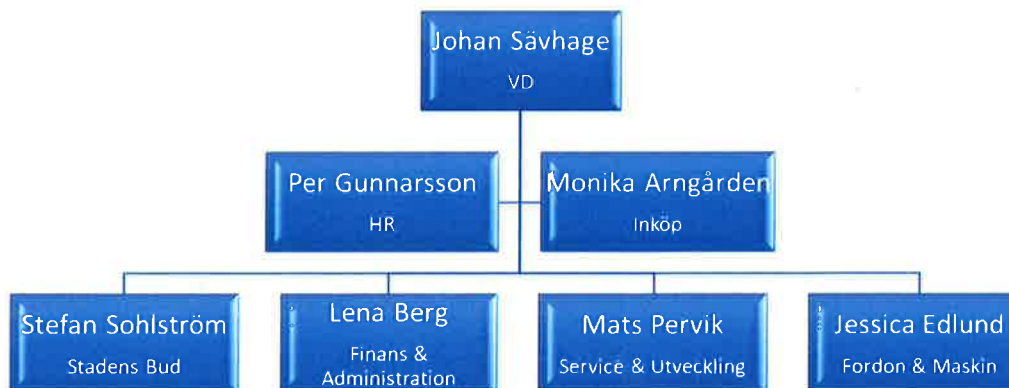 Johan Sävhage
VD
Per Gunnarsson
HR
Monika Arngården
Inköp
Stefan Sohlström
Stadens Bud
Lena Berg
Finans &
Administration
Mats Pervik
Service & Utveckling
Jessica Edlund
Fordon & Maskin